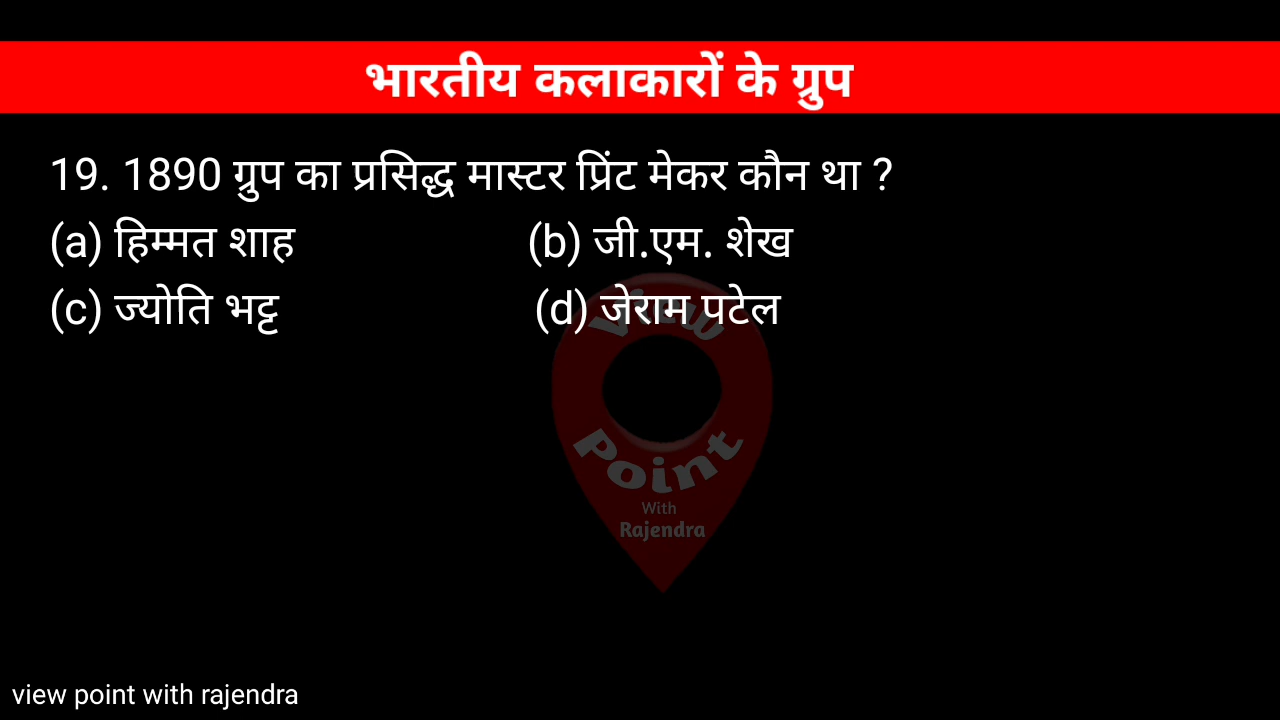 भारतीय कलाकारों के ग्रुप
19. 1890 ग्रुप का प्रसिद्ध मास्टर प्रिंट मेकर कौन था ?
(a) हिम्मत शाह (b) जी.एम. शेख
(c) ज्योति भट्ट (d) जेराम पटेल
View
Point
With
Rajendra
view point with rajendra